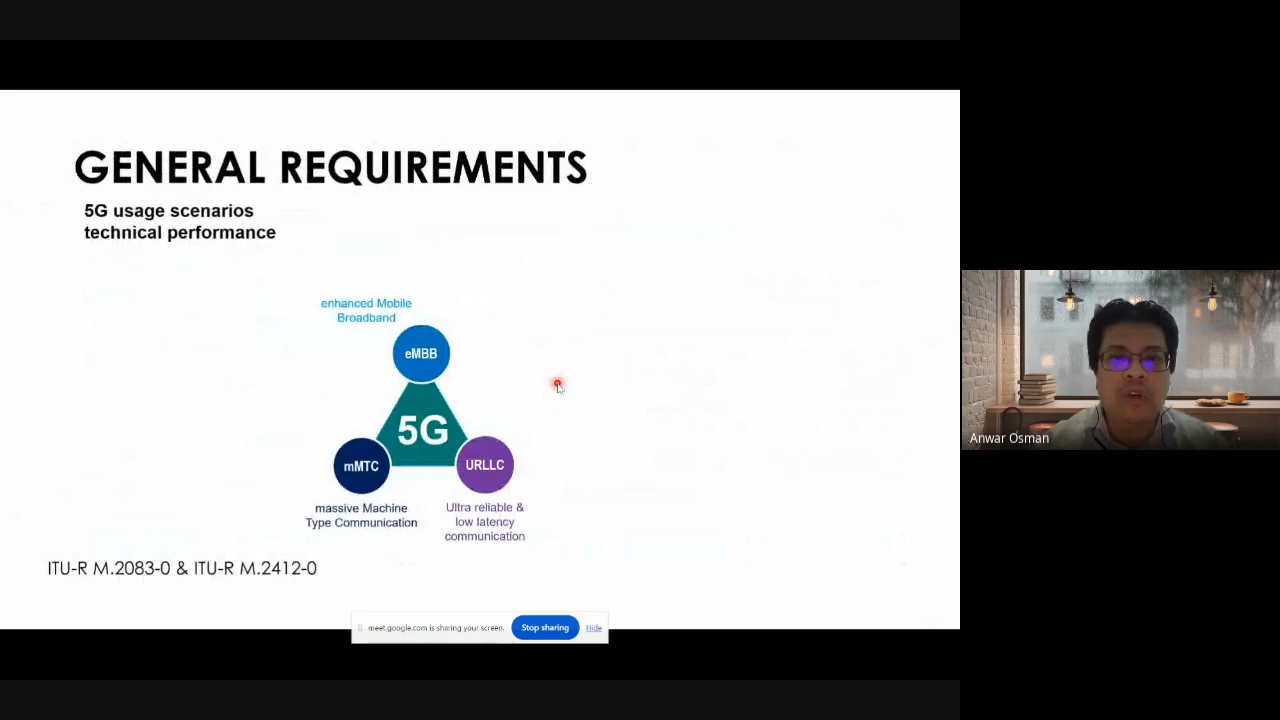 GENERAL REQUIREMENTS
5G usage scenarios
technical performance
enhanced Mobile
Broadband
eMBB
5G
mMTC
URLLC
massive Machine
Type Communication
Ultra reliable &
low latency
communication
ITU-R M.2083-0 & ITU-R M.2412-0
meet.google.com is sharing your screen.
Stop sharing
Hide
Anwar Osman